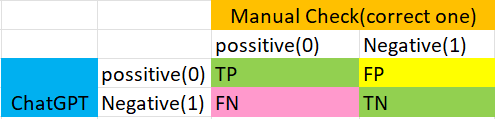 Manual Check(correct one)
possitive(0) Negative(1)
possitive(0) TP FP
ChatGPT Negative(1) FN TN